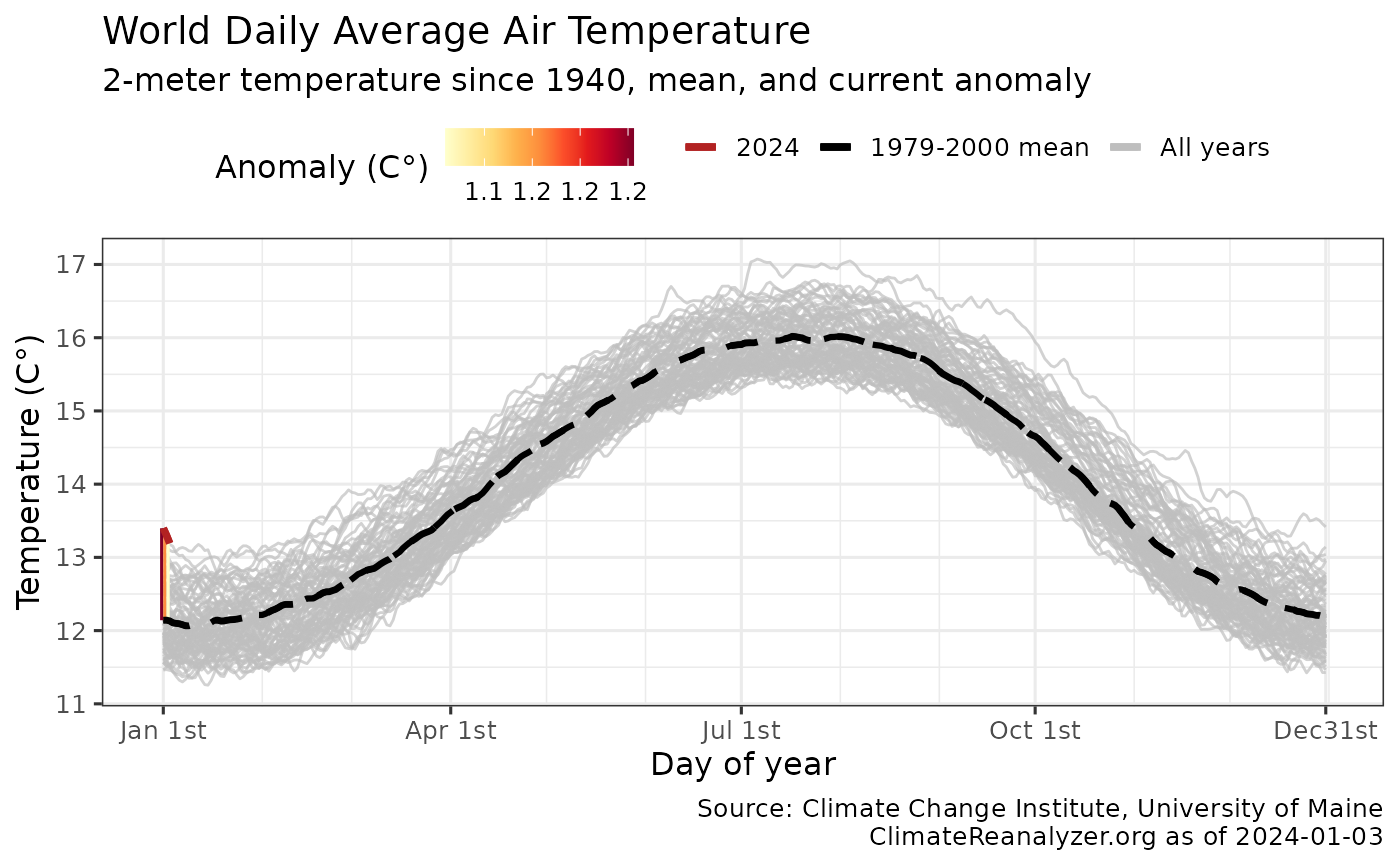 World Daily Average Air Temperature
2-meter temperature since 1940, mean, and current anomaly
Anomaly (C°)
1.1 1.2 1.2 1.2
2024 1979-2000 mean All years
Temperature (C°)
17
16
15
14
13
12
11
Jan 1st Apr 1st Jul 1st Oct 1st Dec31st
Day of year
Source: Climate Change Institute, University of Maine
ClimateReanalyzer.org as of 2024-01-03